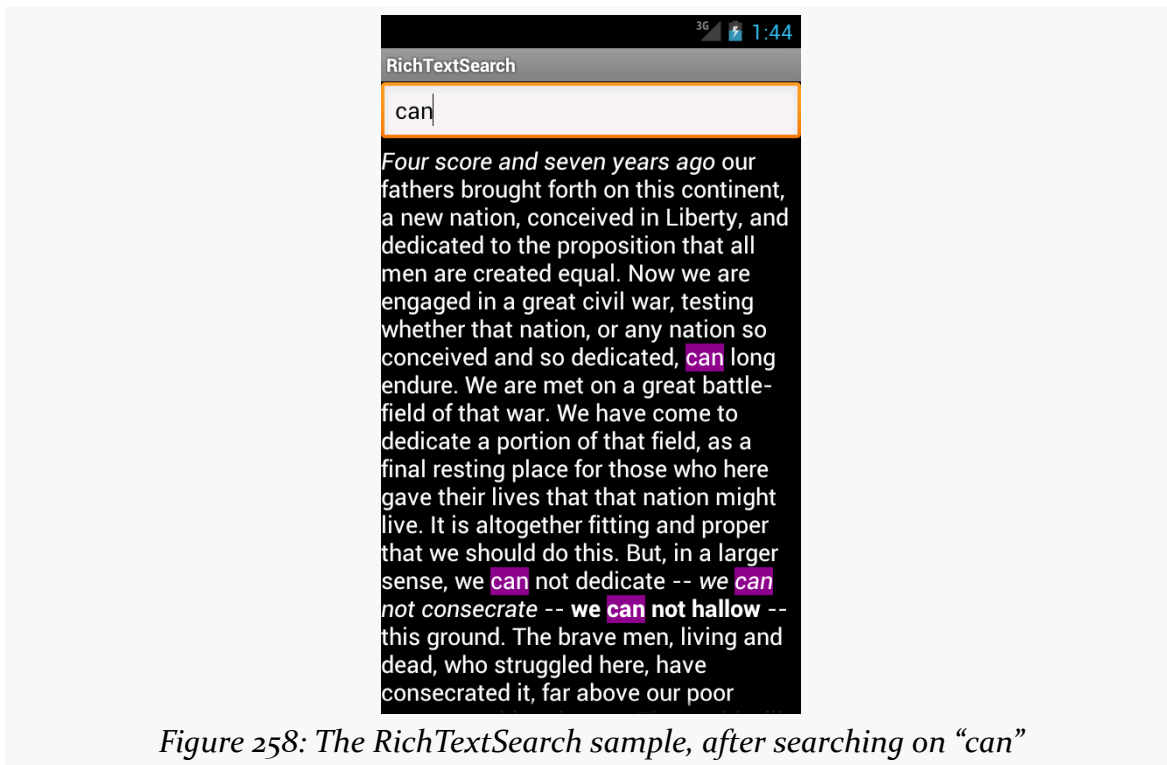 3G 1:44
RichTextSearch
can
Four score and seven years ago our
fathers brought forth on this continent,
a new nation, conceived in Liberty, and
dedicated to the proposition that all
men are created equal. Now we are
engaged in a great civil war, testing
whether that nation, or any nation so
conceived and so dedicated, can long
endure. We are met on a great battle-
field of that war. We have come to
dedicate a portion of that field, as a
final resting place for those who here
gave their lives that that nation might
live. It is altogether fitting and proper
that we should do this. But, in a larger
sense, we can not dedicate -- we can
not consecrate -- we can not hallow --
this ground. The brave men, living and
dead, who struggled here, have
consecrated it, far above our poor
Figure 258: The RichTextSearch sample, after searching on “can”